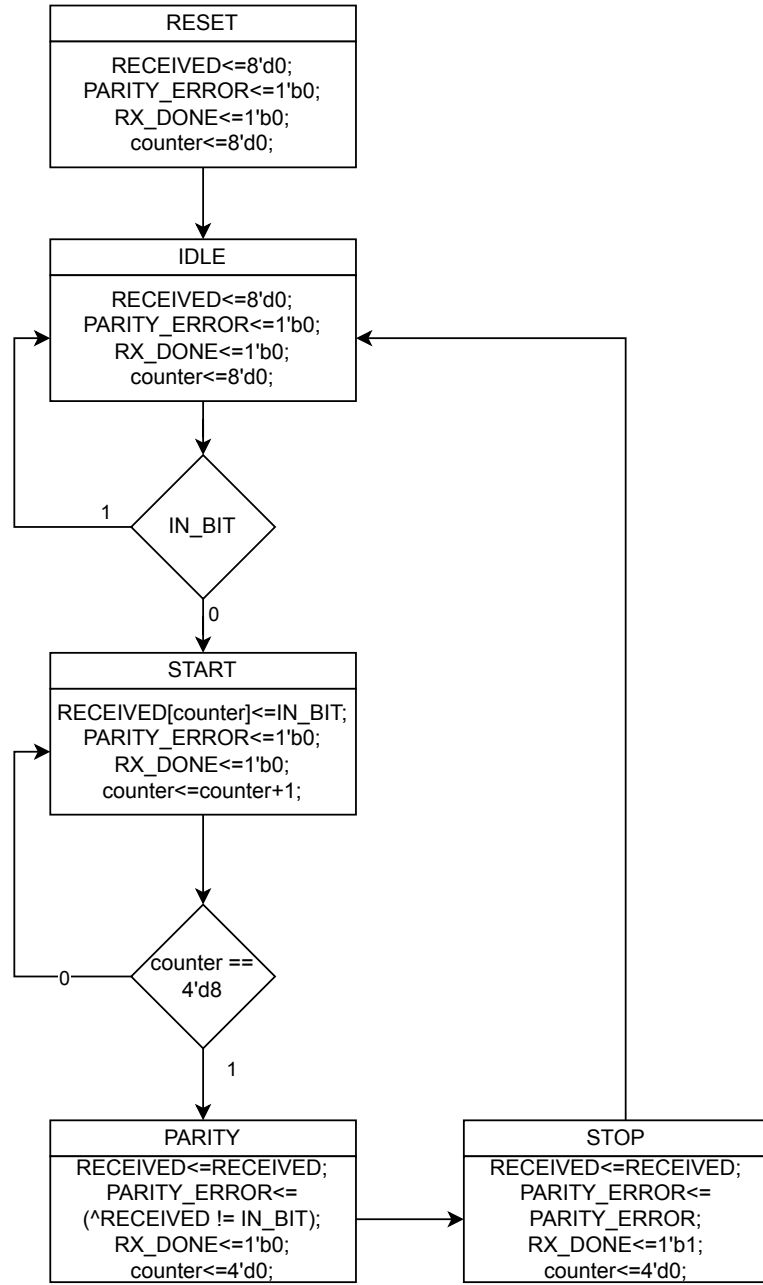 RESET
RECEIVED<=8'd0;
PARITY_ERROR<=1'b0;
RX_DONE<=1'b0;
counter<=8'd0;
IDLE
RECEIVED<=8'd0;
PARITY_ERROR<=1'b0;
RX_DONE<=1'b0;
counter<=8'd0;
1
IN_BIT
0
START
RECEIVED[counter]<=IN_BIT;
PARITY_ERROR<=1'b0;
RX_DONE<=1'b0;
counter<=counter+1;
counter ==
4'd8
0
1
PARITY
RECEIVED<=RECEIVED;
PARITY_ERROR<=
(^RECEIVED != IN_BIT);
RX_DONE<=1'b0;
counter<=4'd0;
STOP
RECEIVED<=RECEIVED;
PARITY_ERROR<=
PARITY_ERROR;
RX_DONE<=1'b1;
counter<=4'd0;